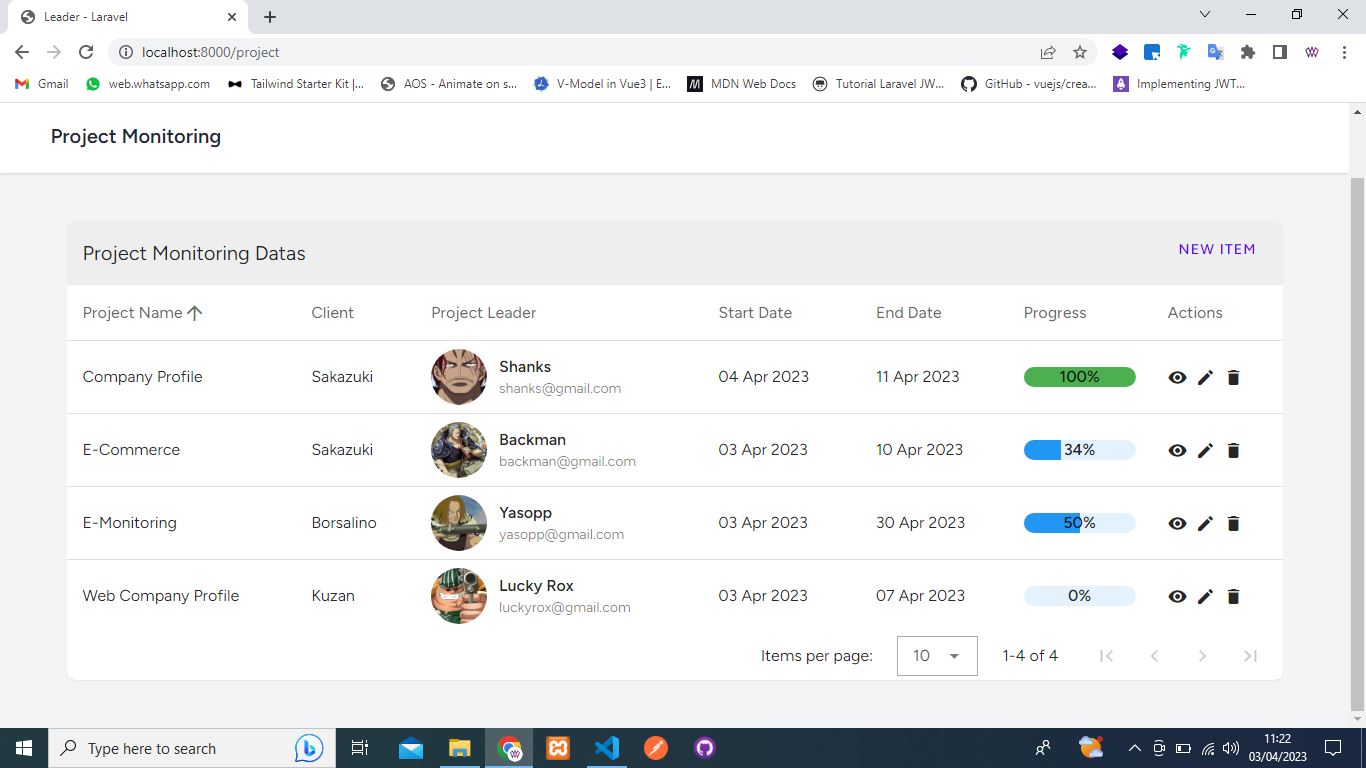 Leader - Laravel
localhost:8000/project
Gmail web.whatsapp.com Tailwind Starter Kit |... AOS - Animate on s... V-Model in Vue3 | E... MDN Web Docs Tutorial Laravel JW... GitHub - vuejs/crea... Implementing JWT...
Project Monitoring
Project Monitoring Datas NEW ITEM
Project Name Client Project Leader Start Date End Date Progress Actions
Company Profile Sakazuki Shanks 04 Apr 2023 11 Apr 2023 100%
shanks@gmail.com
E-Commerce Sakazuki Backman 03 Apr 2023 10 Apr 2023 34%
backman@gmail.com
E-Monitoring Borsalino Yasopp 03 Apr 2023 30 Apr 2023 50%
yasopp@gmail.com
Web Company Profile Kuzan Lucky Rox 03 Apr 2023 07 Apr 2023 0%
luckyrox@gmail.com
Items per page: 10 1-4 of 4
Type here to search 11:22
03/04/2023